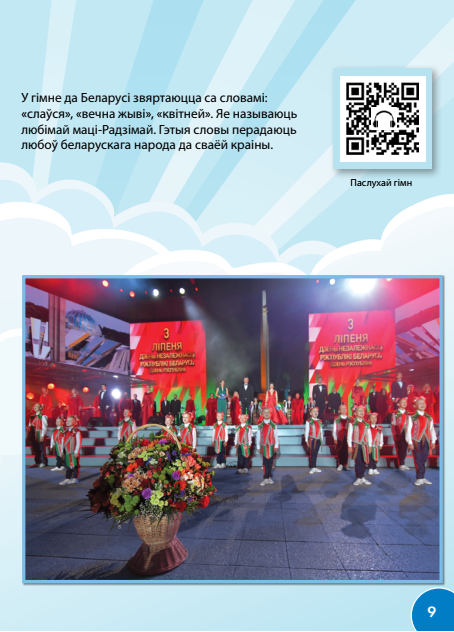 У гімне да Беларусі звяртаюцца са словамі:
«слаўся», «вечна жыві», «квітней». Яе называюць
любімай маці-Радзімай. Гэтыя словы перадаюць
любоў беларускага народа да сваёй краіны.
Паслухай гімн
3
ЛІПЕНЯ
ДЗЕНЬ НЕЗАЛЕЖНАСЦІ
РЭСПУБЛІКІ БЕЛАРУСЬ
3
ЛІПЕНЯ
ДЗЕНЬ НЕЗАЛЕЖНАСЦІ
РЭСПУБЛІКІ БЕЛАРУСЬ
9